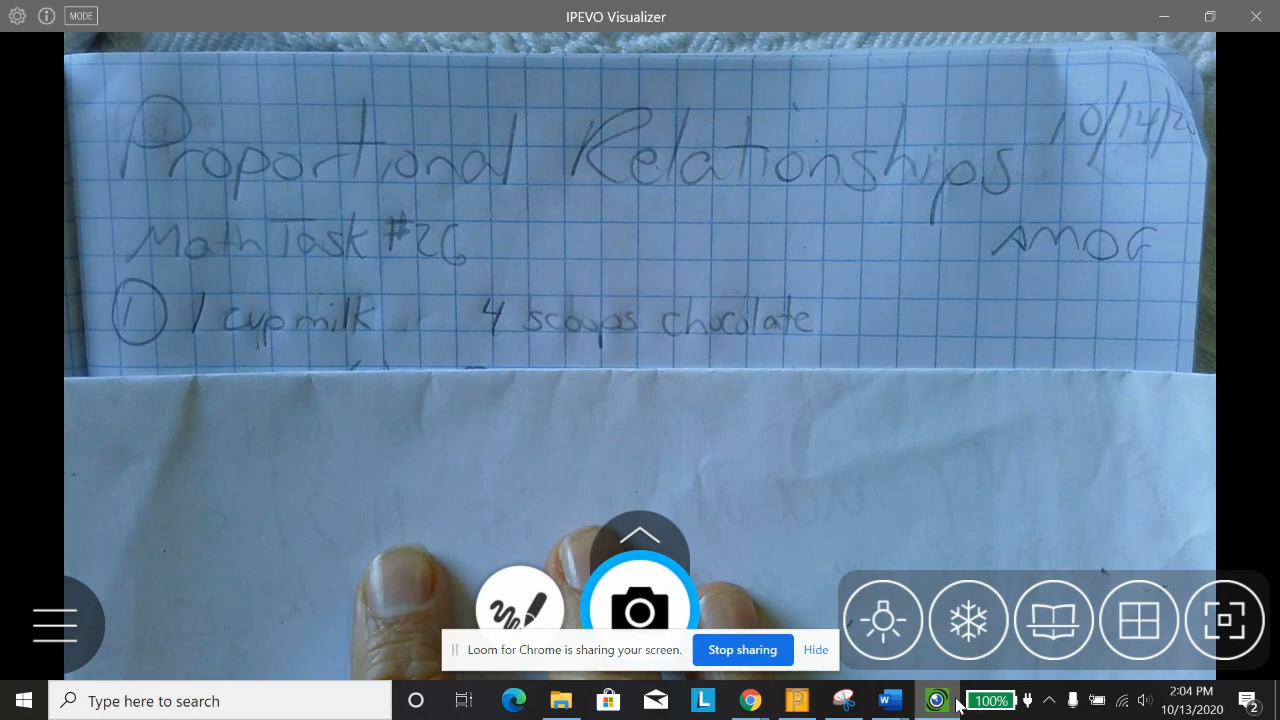 MODE
IPEVO Visualizer
Proportional Relationships 10/14/20
Math Task #26
① 1 cup milk 4 scoops chocolate
Loom for Chrome is sharing your screen. Stop sharing Hide
Type here to search
100%
2:04 PM
10/13/2020
2